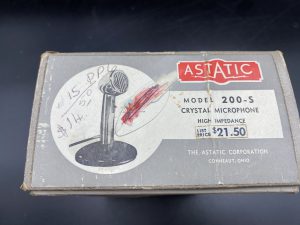 ASTATIC
MODEL 200-S
CRYSTAL MICROPHONE
HIGH IMPEDANCE
LIST PRICE $21.50
THE ASTATIC CORPORATION
CONNEAUT, OHIO